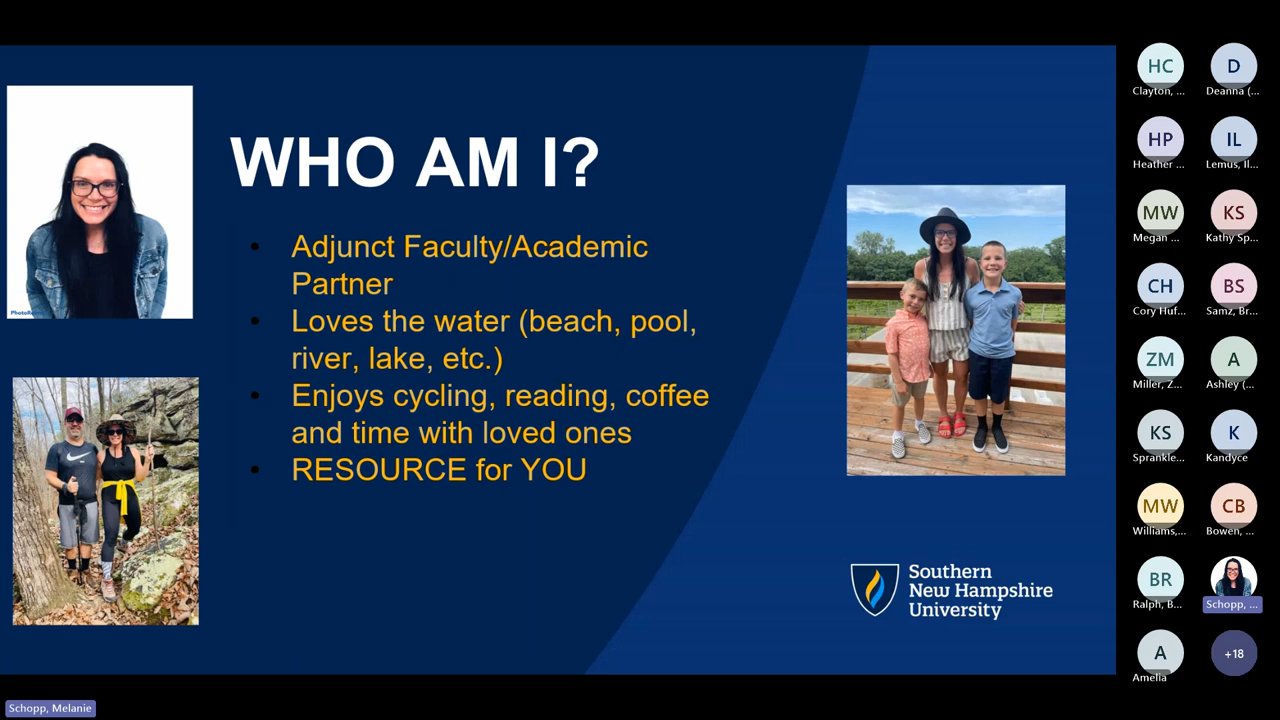 WHO AM I?
Adjunct Faculty/Academic
Partner
Loves the water (beach, pool,
river, lake, etc.)
Enjoys cycling, reading, coffee
and time with loved ones
RESOURCE for YOU
Southern
New Hampshire
University
HC
Clayton, ...
D
Deanna (...
HP
Heather ...
IL
Lemus, Il...
MW
Megan ...
KS
Kathy Sp...
CH
Cory Huf...
BS
Samz, Br...
ZM
Miller, Z...
A
Ashley (...
KS
Sprankle...
K
Kandyce
MW
Williams,...
CB
Bowen, ...
BR
Ralph, B...
Schopp, ...
A
Amelia
+18
Schopp, Melanie